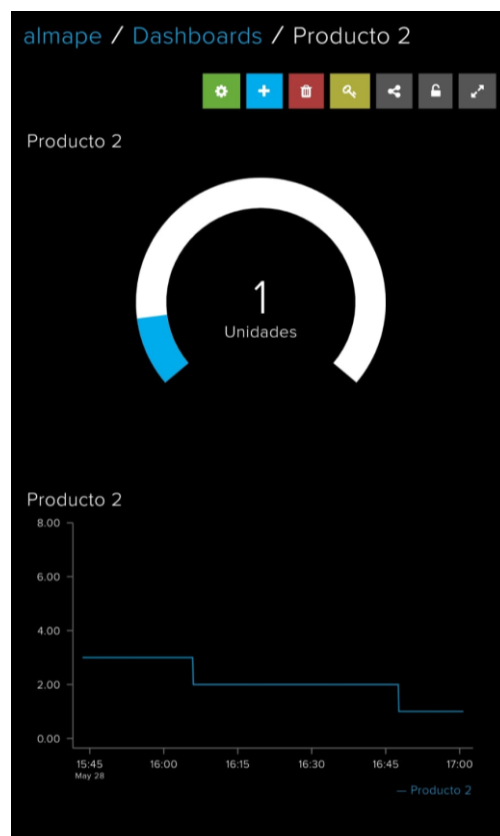 almape / Dashboards / Producto 2
Producto 2
1
Unidades
Producto 2
8.00
6.00
4.00
2.00
0.00
15:45 16:00 16:15 16:30 16:45 17:00
May 28
— Producto 2